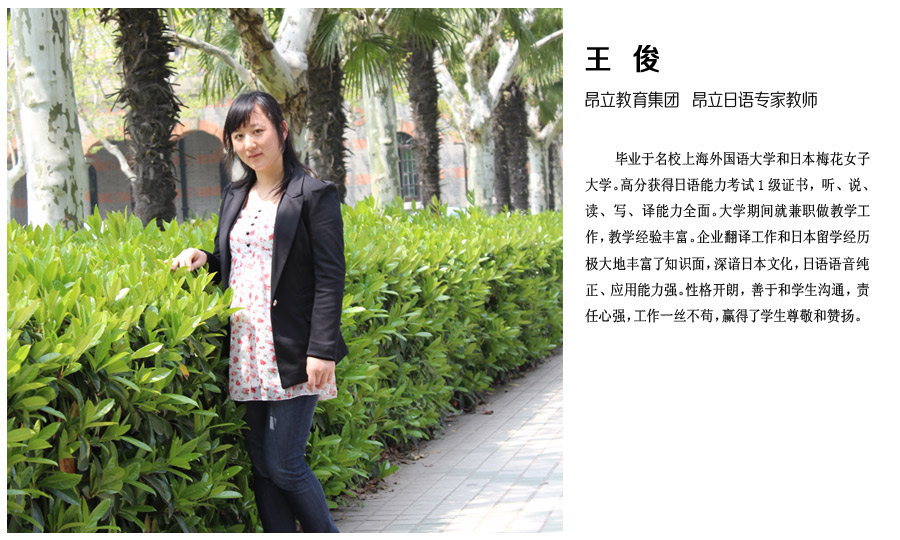 王 俊
昂立教育集团 昂立日语专家教师
毕业于名校上海外国语大学和日本梅花女子
大学。高分获得日语能力考试1级证书，听、说、
读、写、译能力全面。大学期间就兼职做教学工
作，教学经验丰富。企业翻译工作和日本留学经历
极大地丰富了知识面，深谙日本文化，日语语音纯
正、应用能力强。性格开朗，善于和学生沟通，责
任心强，工作一丝不苟，赢得了学生尊敬和赞扬。